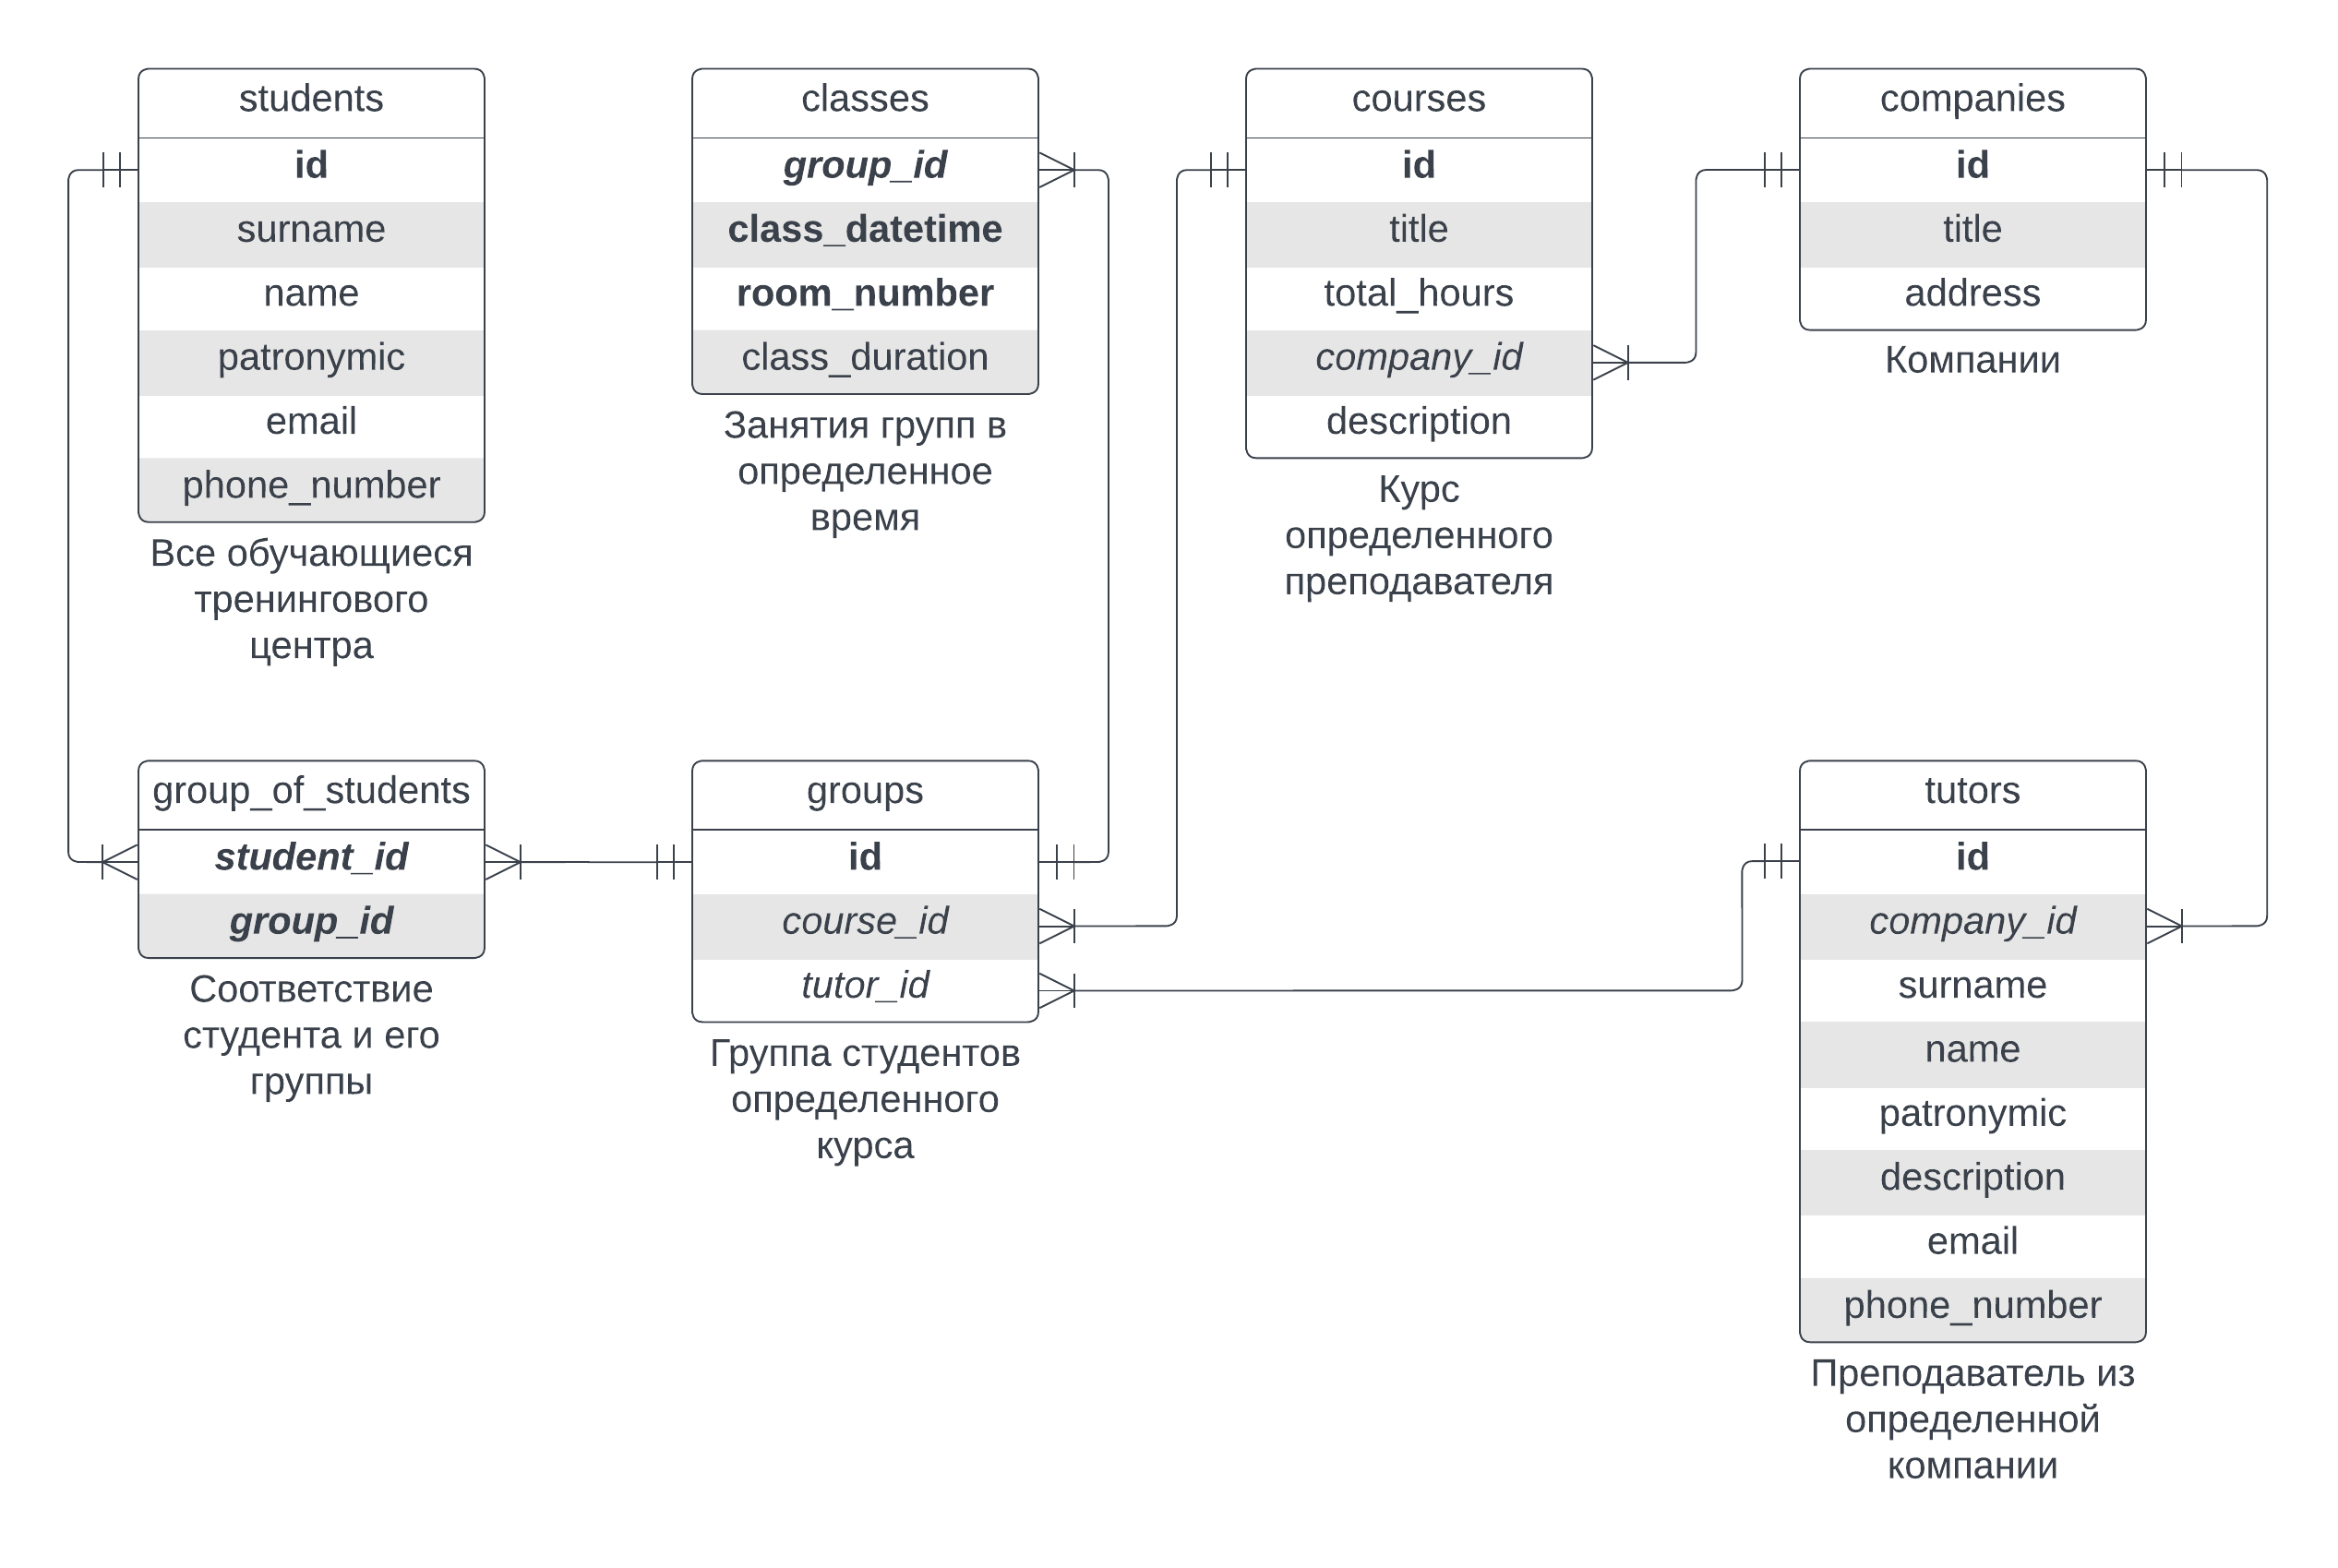 students
id
surname
name
patronymic
email
phone_number
Все обучающиеся
тренингового
центра
classes
group_id
class_datetime
room_number
class_duration
Занятия групп в
определенное
время
courses
id
title
total_hours
company_id
description
Курс
определенного
преподавателя
companies
id
title
address
Компании
group_of_students
student_id
group_id
Соответствие
студента и его
группы
groups
id
course_id
tutor_id
Группа студентов
определенного
курса
tutors
id
company_id
surname
name
patronymic
description
email
phone_number
Преподаватель из
определенной
компании